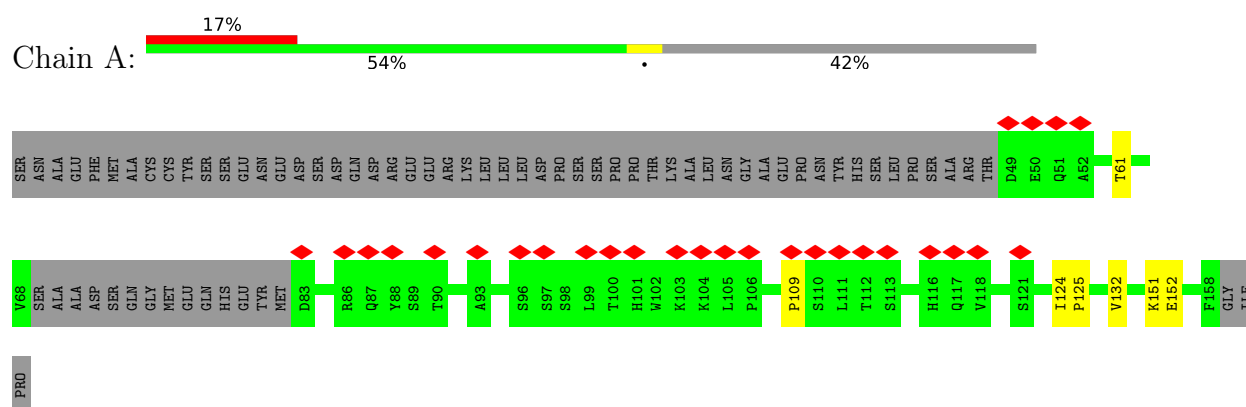 17%
Chain A:
54% • 42%
SER ASN ALA GLU PHE MET ALA CYS CYS TYR SER SER GLU ASN GLU ASP SER ASP GLN ASP ARG GLU GLU ARG LYS LEU LEU LEU ASP PRO SER SER PRO PRO THR LYS ALA LEU ASN GLY ALA GLU PRO ASN TYR HIS SER LEU PRO SER ALA ARG THR D49 E50 Q51 A52 T61
V68 SER ALA ALA ASP SER GLN GLY MET GLU GLN HIS GLU TYR MET D83 R86 Q87 Y88 S89 T90 A93 S96 S97 S98 L99 T100 H101 W102 K103 K104 L105 P106 P109 S110 L111 T112 S113 H116 Q117 V118 S121 I124 P125 V132 K151 E152 F158 GLY ILE
PRO